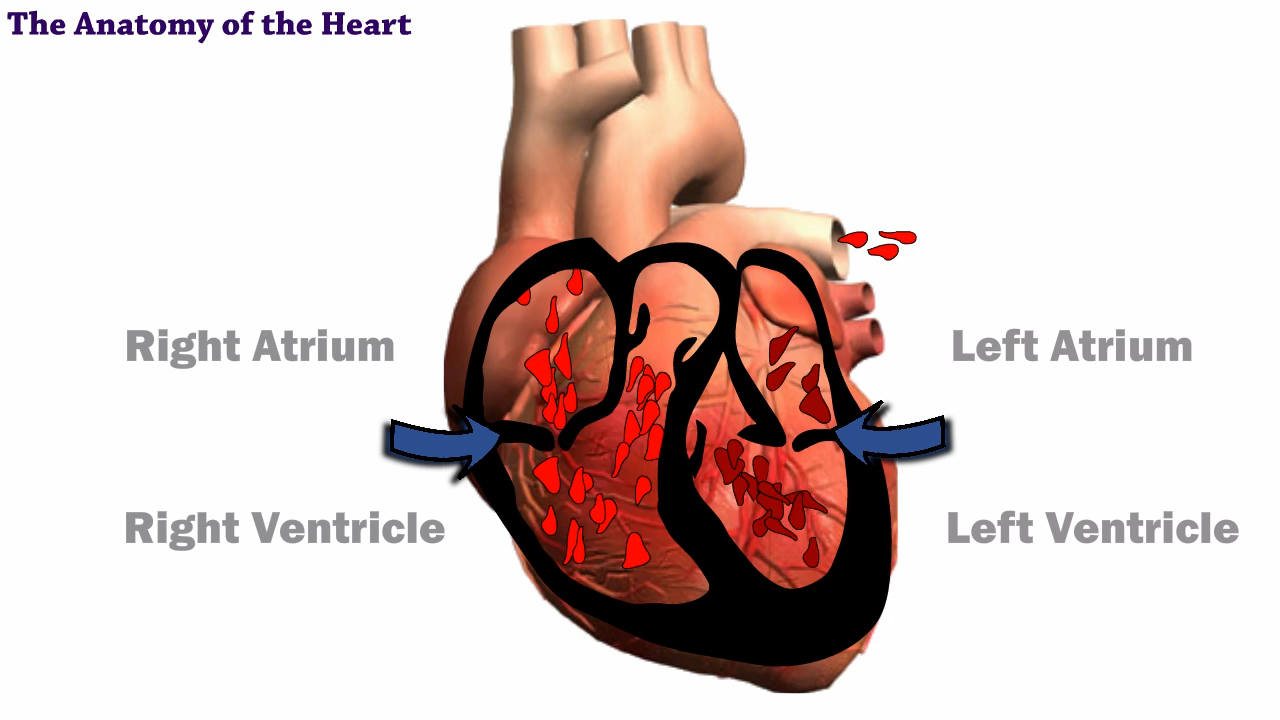 The Anatomy of the Heart
Right Atrium
Left Atrium
Right Ventricle
Left Ventricle